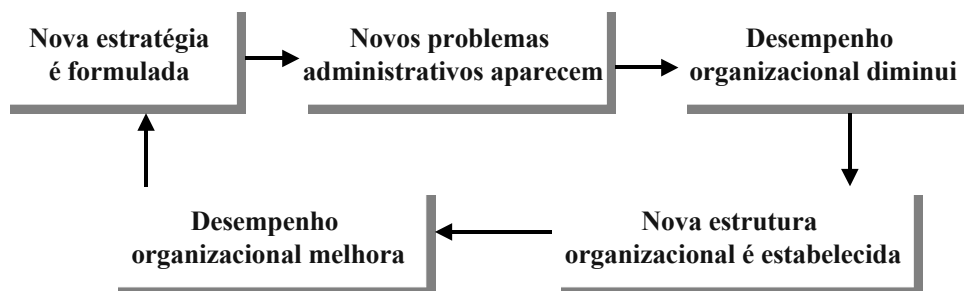 Nova estratégia
é formulada
Novos problemas
administrativos aparecem
Desempenho
organizacional diminui
Nova estrutura
organizacional é estabelecida
Desempenho
organizacional melhora